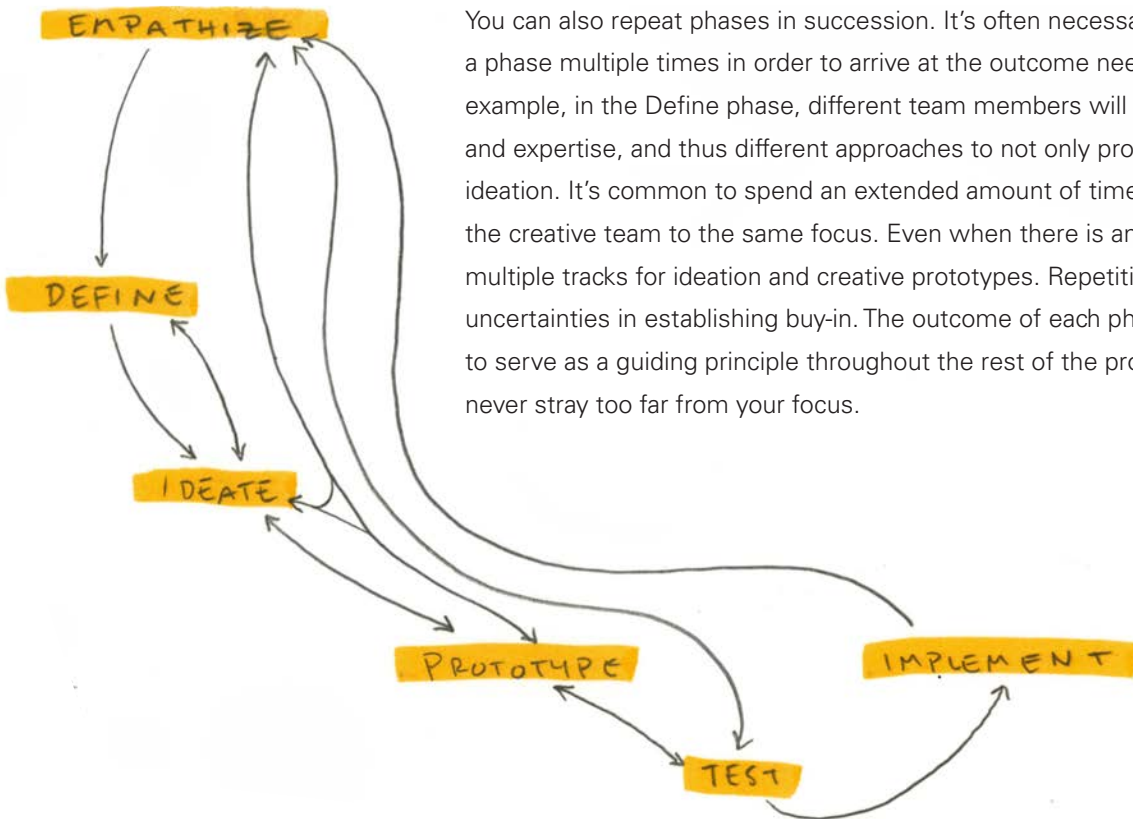 EMPATHIZE
You can also repeat phases in succession. It's often necessa
a phase multiple times in order to arrive at the outcome nee
example, in the Define phase, different team members will
and expertise, and thus different approaches to not only pro
ideation. It's common to spend an extended amount of time
the creative team to the same focus. Even when there is an
multiple tracks for ideation and creative prototypes. Repetiti
uncertainties in establishing buy-in. The outcome of each ph
to serve as a guiding principle throughout the rest of the pro
never stray too far from your focus.
DEFINE
IDEATE
PROTOTYPE
IMPLEMENT
TEST